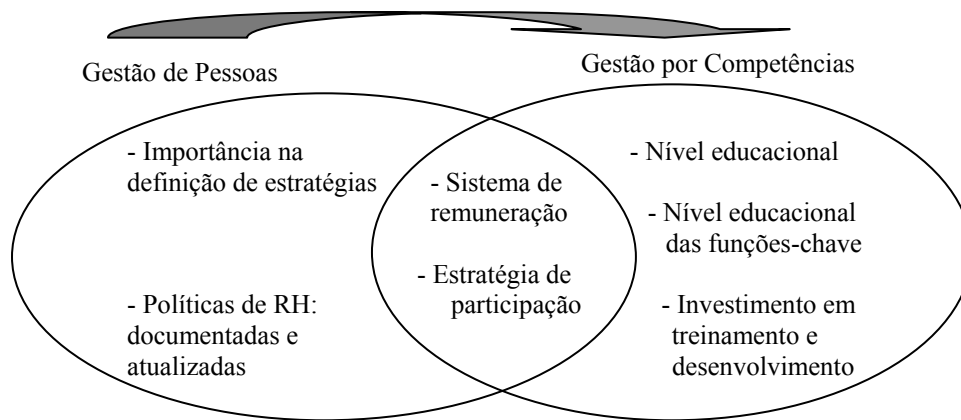 Gestão de Pessoas
Gestão por Competências
- Importância na
definição de estratégias
- Políticas de RH:
documentadas e
atualizadas
- Sistema de
remuneração
- Estratégia de
participação
- Nível educacional
- Nível educacional
das funções-chave
- Investimento em
treinamento e
desenvolvimento